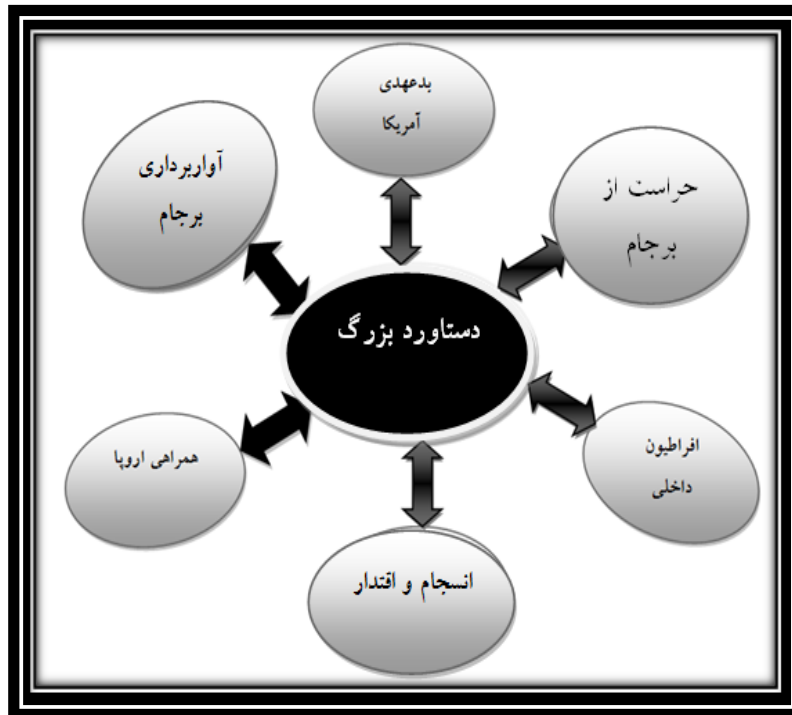 بدعهدی
آمریکا
حراست از
برجام
آواربرداری
برجام
دستاورد بزرگ
افراطیون
داخلی
همراهی اروپا
انسجام و اقتدار